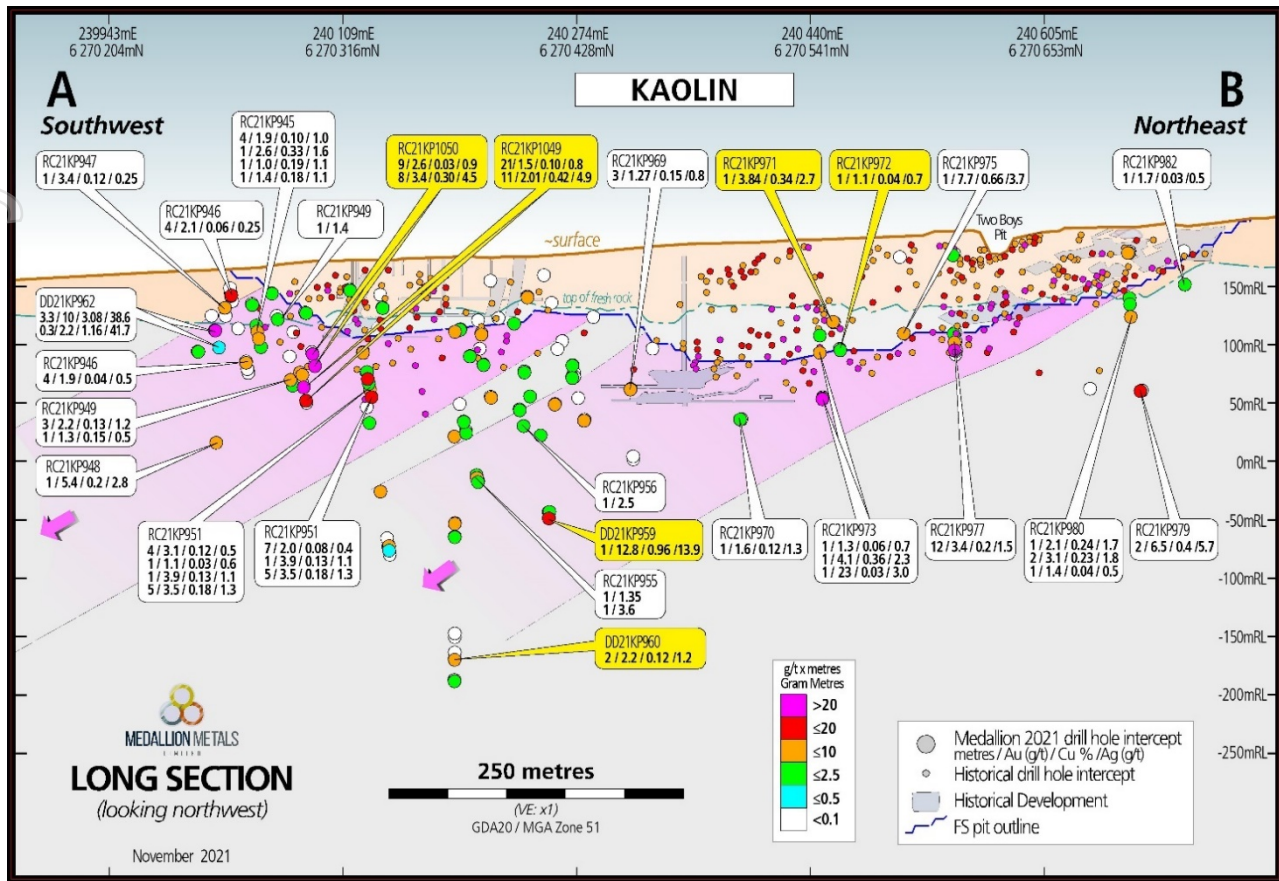 239943mE
6 270 204mN
240 109mE
6 270 316mN
240 274mE
6 270 428mN
240 440mE
6 270 541mN
240 605mE
6 270 653mN
KAOLIN
A
Southwest
B
Northeast
RC21KP947
1 / 3.4 / 0.12 / 0.25
RC21KP945
4 / 1.9 / 0.10 / 1.0
1 / 2.6 / 0.33 / 1.6
1 / 1.0 / 0.19 / 1.1
1 / 1.4 / 0.18 / 1.1
RC21KP1050
9 / 2.6 / 0.03 / 0.9
8 / 3.4 / 0.30 / 4.5
RC21KP1049
21/ 1.5 / 0.10 / 0.8
11 / 2.01 / 0.42 / 4.9
RC21KP969
3 / 1.27 / 0.15 /0.8
RC21KP971
1 / 3.84 / 0.34 / 2.7
RC21KP972
1 / 1.1 / 0.04 /0.7
RC21KP975
1 / 7.7 / 0.66 /3.7
RC21KP982
1 / 1.7 / 0.03 /0.5
RC21KP946
4 / 2.1 / 0.06 / 0.25
RC21KP949
1 / 1.4
Two Boys
Pit
~surface
top of fresh rock
DD21KP962
3.3 / 10 / 3.08 / 38.6
0.3/ 2.2 / 1.16 / 41.7
RC21KP946
4 / 1.9 / 0.04 / 0.5
RC21KP949
3 / 2.2 / 0.13 / 1.2
1 / 1.3 / 0.15 / 0.5
RC21KP948
1 / 5.4 / 0.2 / 2.8
150mRL
100mRL
50mRL
0mRL
-50mRL
-100mRL
-150mRL
-200mRL
-250mRL
RC21KP951
4 / 3.1 / 0.12 / 0.5
1 / 1.1 / 0.03 / 0.6
1 / 3.9 / 0.13 / 1.1
5 / 3.5 / 0.18 / 1.3
RC21KP951
7 / 2.0 / 0.08 / 0.4
1 / 3.9 / 0.13 / 1.1
5 / 3.5 / 0.18 / 1.3
RC21KP956
1 / 2.5
DD21KP959
1 / 12.8 / 0.96 /13.9
RC21KP955
1 / 1.35
1 / 3.6
DD21KP960
2 / 2.2 / 0.12 /1.2
RC21KP970
1 / 1.6 / 0.12 /1.3
RC21KP973
1 / 1.3 / 0.06 / 0.7
1 / 4.1 / 0.36 / 2.3
1 / 23 / 0.03 / 3.0
RC21KP977
12 / 3.4 / 0.2 /1.5
RC21KP980
1 / 2.1 / 0.24 / 1.7
2 / 3.1 / 0.23 / 1.8
1 / 1.4 / 0.04 / 0.5
RC21KP979
2 / 6.5 / 0.4 /5.7
MEDALLION METALS
LIMITED
LONG SECTION
(looking northwest)
November 2021
250 metres
(VE: x1)
GDA20 / MGA Zone 51
g/t x metres
Gram Metres
>20
≤20
≤10
≤2.5
≤0.5
<0.1
Medallion 2021 drill hole intercept
metres / Au (g/t) / Cu % /Ag (g/t)
Historical drill hole intercept
Historical Development
FS pit outline